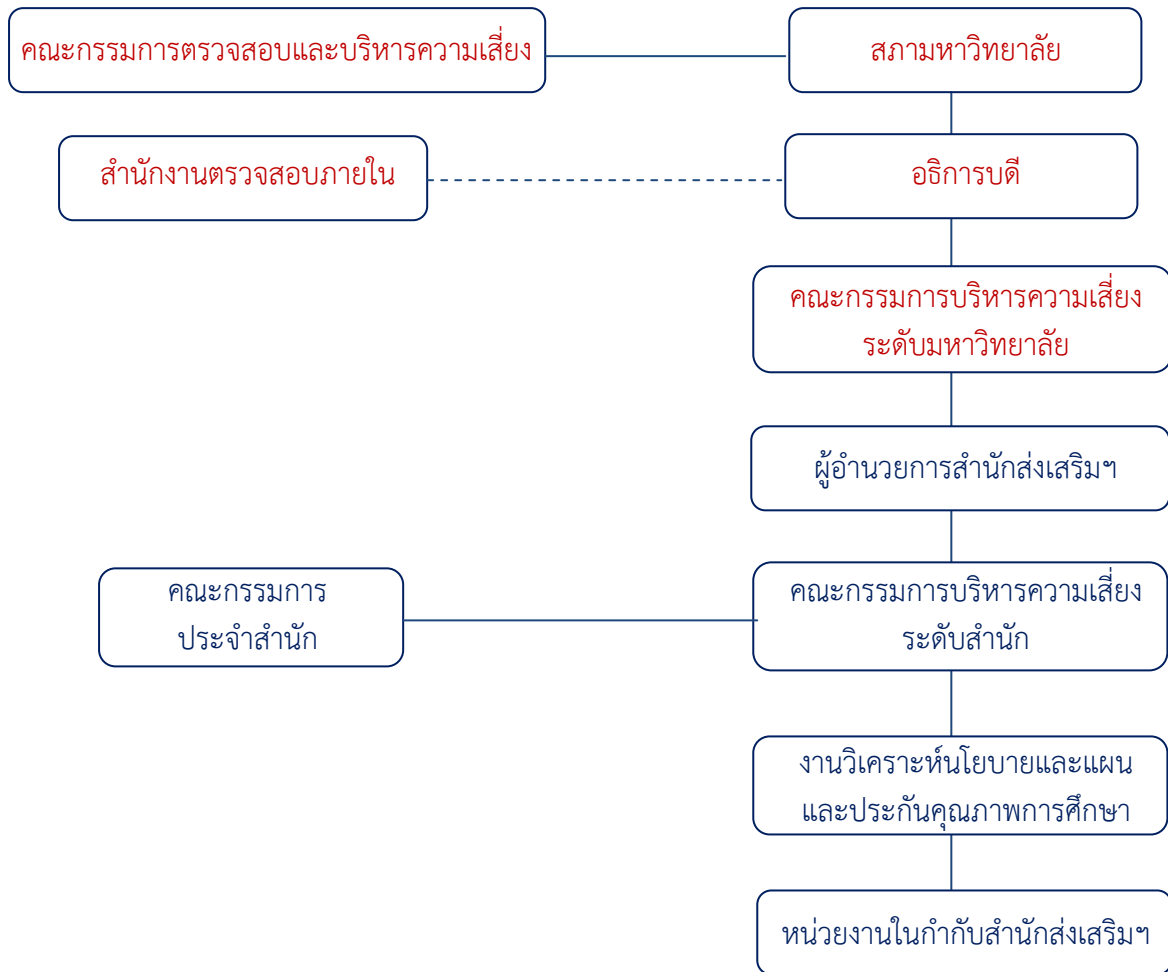 คณะกรรมการตรวจสอบและบริหารความเสี่ยง
สภามหาวิทยาลัย
สำนักงานตรวจสอบภายใน
อธิการบดี
คณะกรรมการบริหารความเสี่ยง
ระดับมหาวิทยาลัย
ผู้อำนวยการสำนักส่งเสริมฯ
คณะกรรมการ
ประจำสำนัก
คณะกรรมการบริหารความเสี่ยง
ระดับสำนัก
งานวิเคราะห์นโยบายและแผน
และประกันคุณภาพการศึกษา
หน่วยงานในกำกับสำนักส่งเสริมฯ